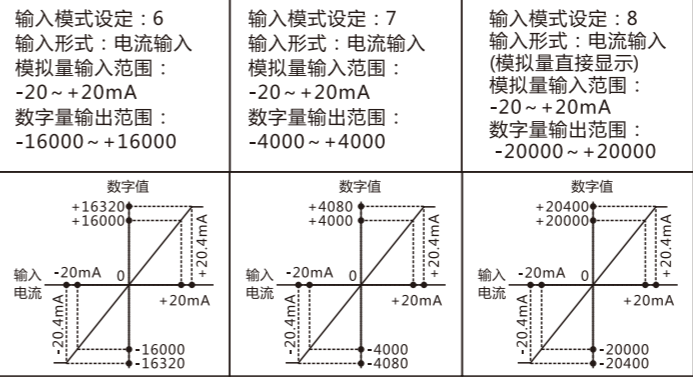 输入模式设定：6
输入形式：电流输入
模拟量输入范围：
-20～+20mA
数字量输出范围：
-16000～+16000
输入模式设定：7
输入形式：电流输入
模拟量输入范围：
-20～+20mA
数字量输出范围：
-4000～+4000
输入模式设定：8
输入形式：电流输入
(模拟量直接显示)
模拟量输入范围：
-20～+20mA
数字量输出范围：
-20000～+20000
数字值
+16320
+16000
+20.4mA
输入
电流
-20mA
0
+20mA
-20.4mA
-16000
-16320
数字值
+4080
+4000
+20.4mA
输入
电流
-20mA
0
+20mA
-20.4mA
-4000
-4080
数字值
+20400
+20000
+20.4mA
输入
电流
-20mA
0
+20mA
-20.4mA
-20000
-20400